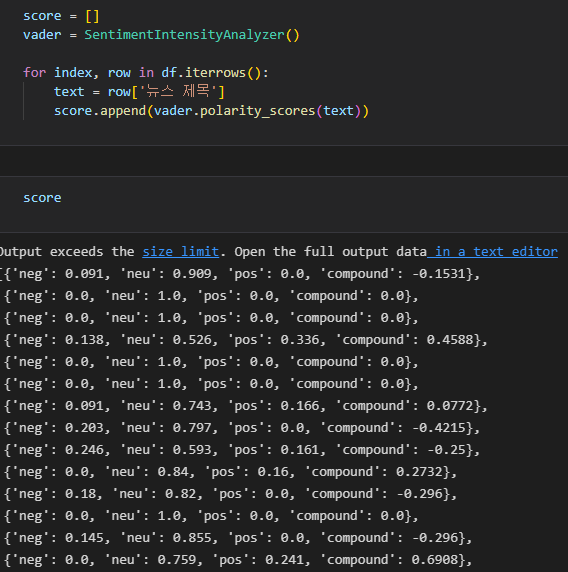 score = []
vader = SentimentIntensityAnalyzer()
for index, row in df.iterrows():
text = row['뉴스 제목']
score.append(vader.polarity_scores(text))
score
Output exceeds the size limit. Open the full output data in a text editor
[{'neg': 0.091, 'neu': 0.909, 'pos': 0.0, 'compound': -0.1531},
{'neg': 0.0, 'neu': 1.0, 'pos': 0.0, 'compound': 0.0},
{'neg': 0.0, 'neu': 1.0, 'pos': 0.0, 'compound': 0.0},
{'neg': 0.138, 'neu': 0.526, 'pos': 0.336, 'compound': 0.4588},
{'neg': 0.0, 'neu': 1.0, 'pos': 0.0, 'compound': 0.0},
{'neg': 0.0, 'neu': 1.0, 'pos': 0.0, 'compound': 0.0},
{'neg': 0.091, 'neu': 0.743, 'pos': 0.166, 'compound': 0.0772},
{'neg': 0.203, 'neu': 0.797, 'pos': 0.0, 'compound': -0.4215},
{'neg': 0.246, 'neu': 0.593, 'pos': 0.161, 'compound': -0.25},
{'neg': 0.0, 'neu': 0.84, 'pos': 0.16, 'compound': 0.2732},
{'neg': 0.18, 'neu': 0.82, 'pos': 0.0, 'compound': -0.296},
{'neg': 0.0, 'neu': 1.0, 'pos': 0.0, 'compound': 0.0},
{'neg': 0.145, 'neu': 0.855, 'pos': 0.0, 'compound': -0.296},
{'neg': 0.0, 'neu': 0.759, 'pos': 0.241, 'compound': 0.6908},